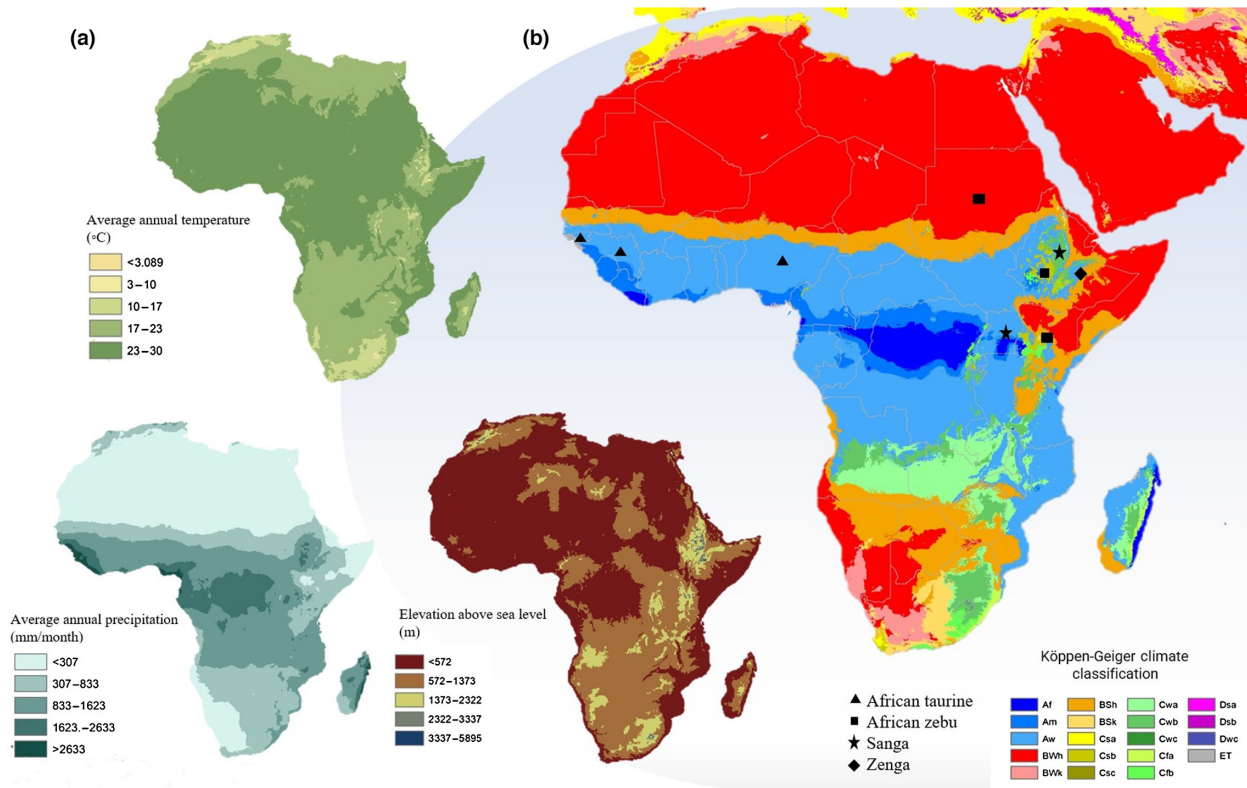 (a)
(b)
Average annual temperature
(°C)
<3.089
3–10
10–17
17–23
23–30
Average annual precipitation
(mm/month)
<307
307–833
833–1623
1623.–2633
>2633
Elevation above sea level
(m)
<572
572–1373
1373–2322
2322–3337
3337–5895
African taurine
African zebu
Sanga
Zenga
Köppen-Geiger climate
classification
Af BSh Cwa Dsa
Am BSk Cwb Dsb
Aw Csa Cwc Dwc
BWh Csb Cfa ET
BWk Csc Cfb